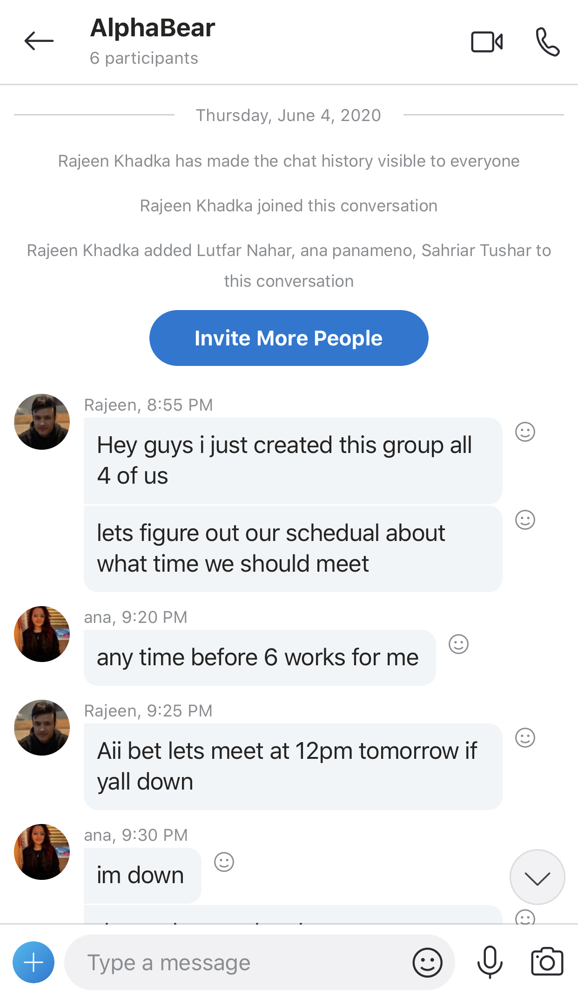 AlphaBear
6 participants
Thursday, June 4, 2020
Rajeen Khadka has made the chat history visible to everyone
Rajeen Khadka joined this conversation
Rajeen Khadka added Lutfar Nahar, ana panameno, Sahriar Tushar to
this conversation
Invite More People
Rajeen, 8:55 PM
Hey guys i just created this group all
4 of us
lets figure out our schedual about
what time we should meet
ana, 9:20 PM
any time before 6 works for me
Rajeen, 9:25 PM
Aii bet lets meet at 12pm tomorrow if
yall down
ana, 9:30 PM
im down
Type a message